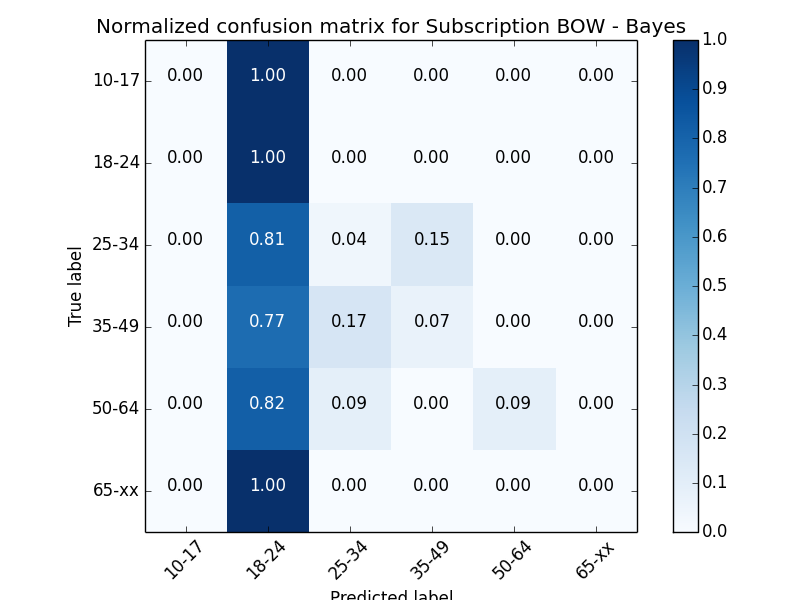 Normalized confusion matrix for Subscription BOW - Bayes
True label
10-17 0.00 1.00 0.00 0.00 0.00 0.00
18-24 0.00 1.00 0.00 0.00 0.00 0.00
25-34 0.00 0.81 0.04 0.15 0.00 0.00
35-49 0.00 0.77 0.17 0.07 0.00 0.00
50-64 0.00 0.82 0.09 0.00 0.09 0.00
65-xx 0.00 1.00 0.00 0.00 0.00 0.00
10-17 18-24 25-34 35-49 50-64 65-xx
Predicted label
1.0
0.9
0.8
0.7
0.6
0.5
0.4
0.3
0.2
0.1
0.0